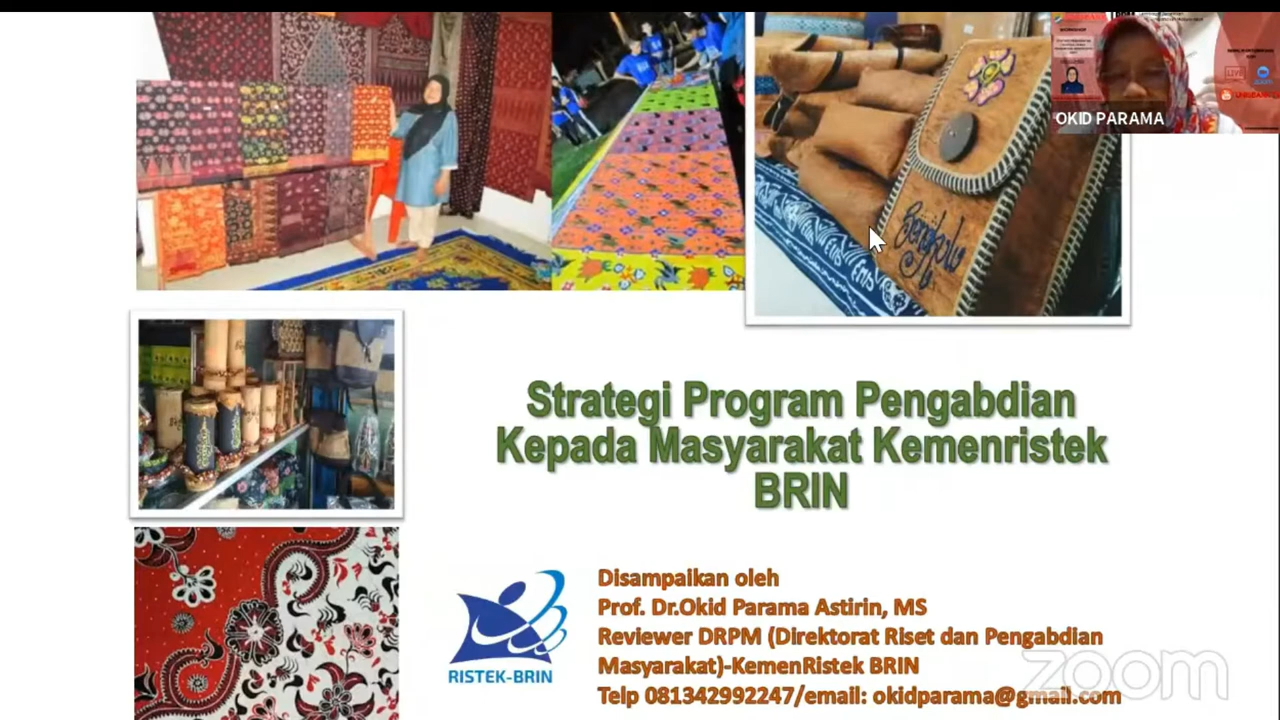 OKID PARAMA
Bengkulu
Strategi Program Pengabdian
Kepada Masyarakat Kemenristek
BRIN
RISTEK-BRIN
Disampaikan oleh
Prof. Dr.Okid Parama Astirin, MS
Reviewer DRPM (Direktorat Riset dan Pengabdian
Masyarakat)-KemenRistek BRIN
Telp 081342992247/email: okidparama@gmail.com
zoom